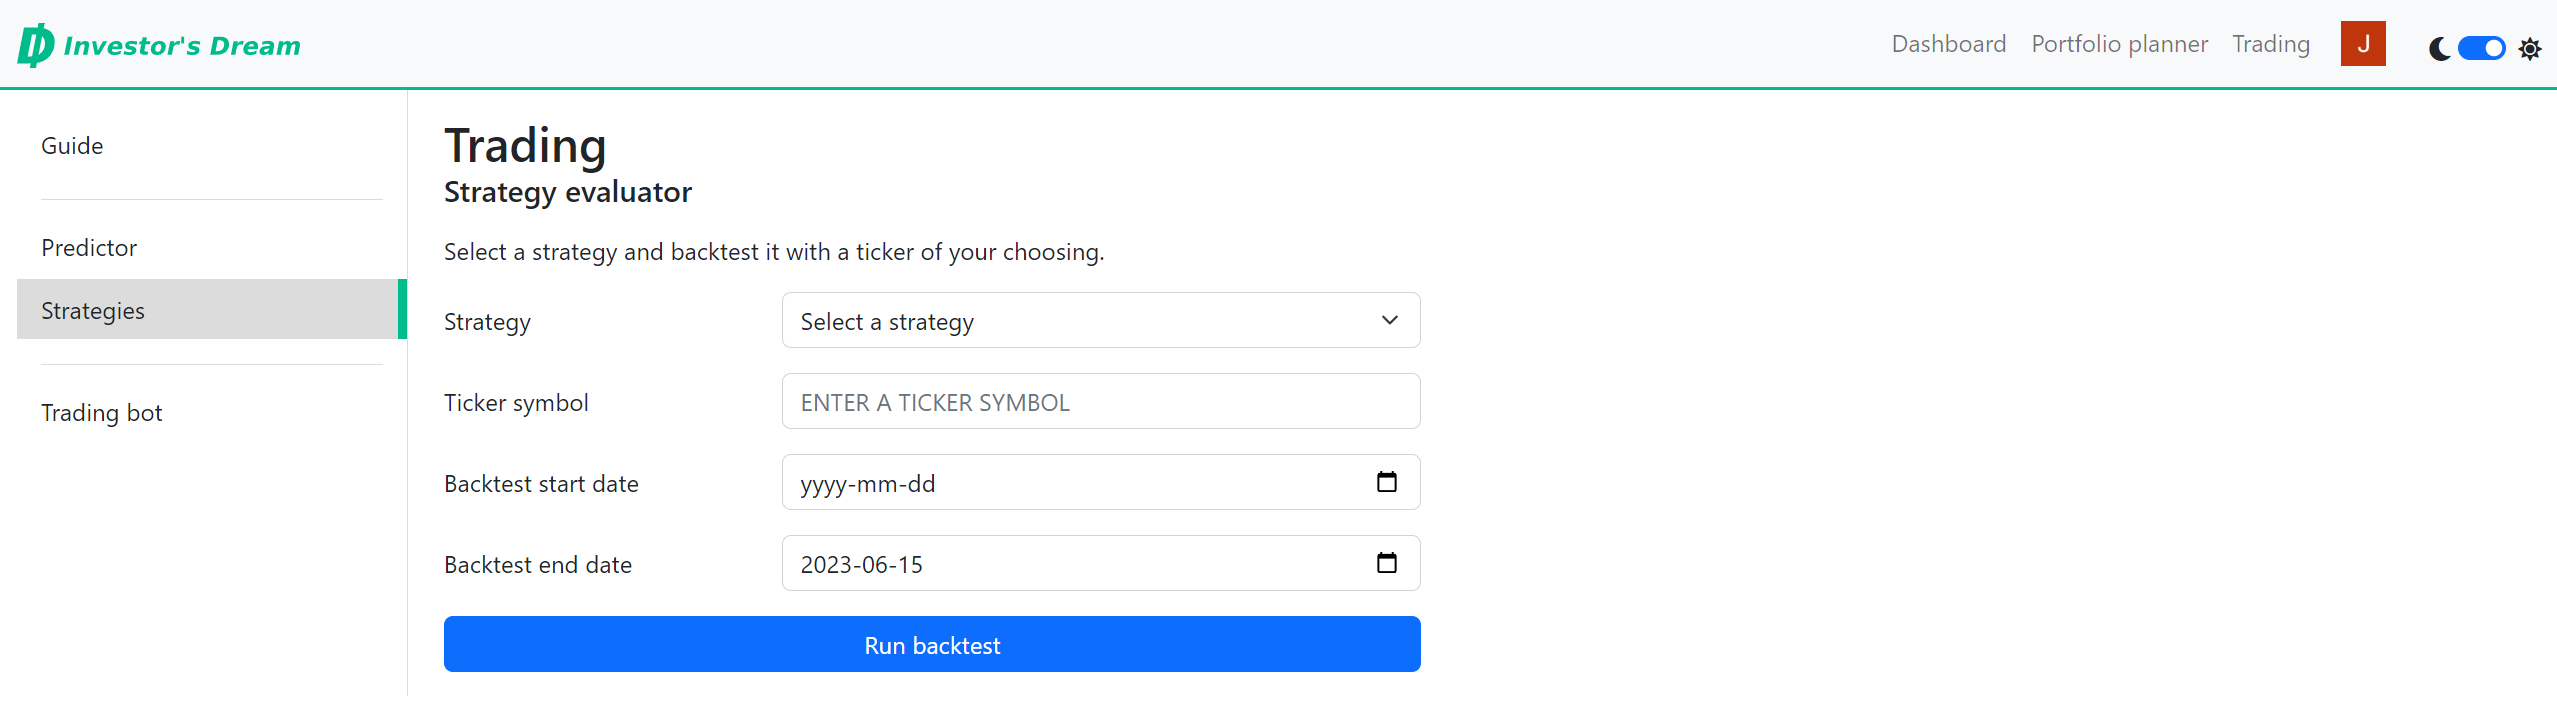 Investor's Dream
Dashboard Portfolio planner Trading J
Guide
Predictor
Strategies
Trading bot
Trading
Strategy evaluator
Select a strategy and backtest it with a ticker of your choosing.
Strategy Select a strategy
Ticker symbol ENTER A TICKER SYMBOL
Backtest start date yyyy-mm-dd
Backtest end date 2023-06-15
Run backtest